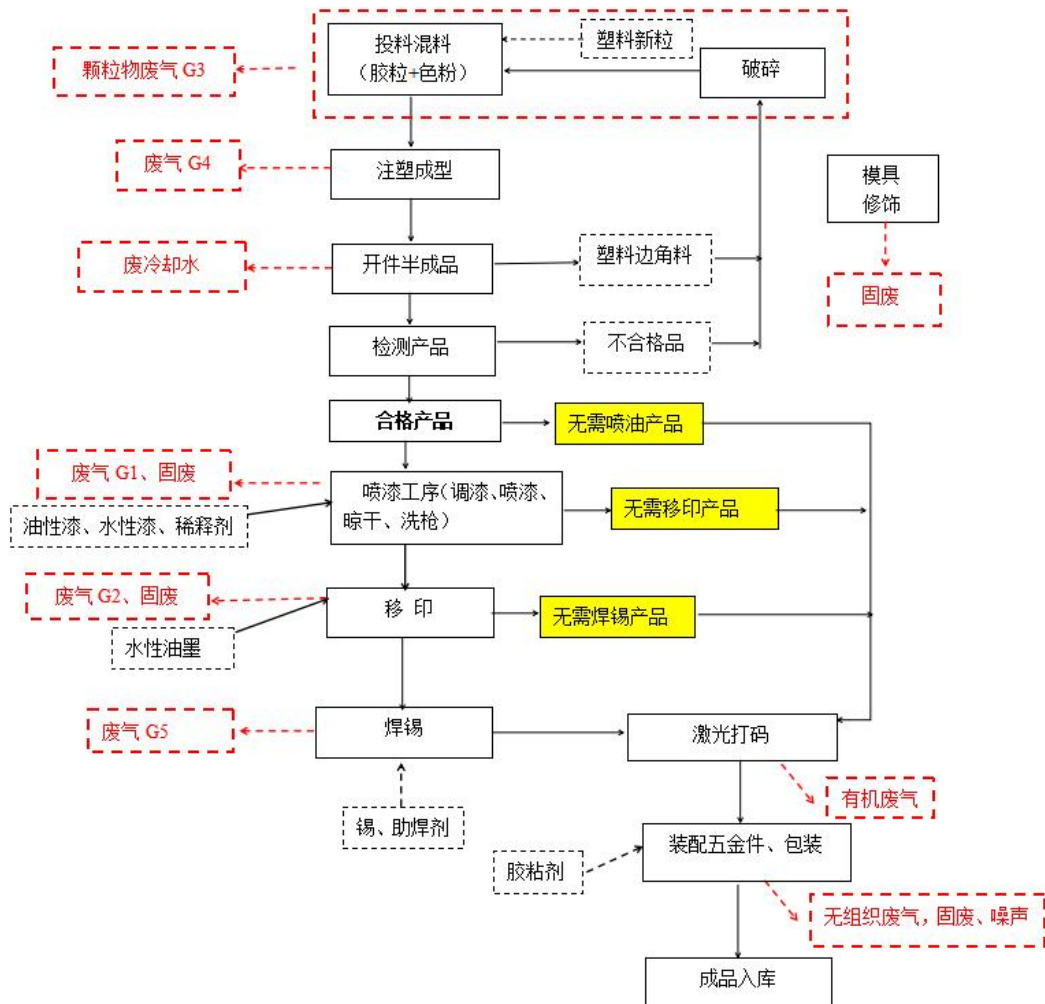 投料混料
（胶粒+色粉）
塑料新粒
破碎
颗粒物废气 G3
废气 G4
注塑成型
模具
修饰
废冷却水
开件半成品
塑料边角料
固废
检测产品
不合格品
合格产品
无需喷油产品
废气 G1、固废
喷漆工序（调漆、喷漆、
晾干、洗枪）
无需移印产品
油性漆、水性漆、稀释剂
废气 G2、固废
移 印
无需焊锡产品
水性油墨
废气 G5
焊锡
激光打码
有机废气
锡、助焊剂
装配五金件、包装
胶粘剂
无组织废气，固废、噪声
成品入库